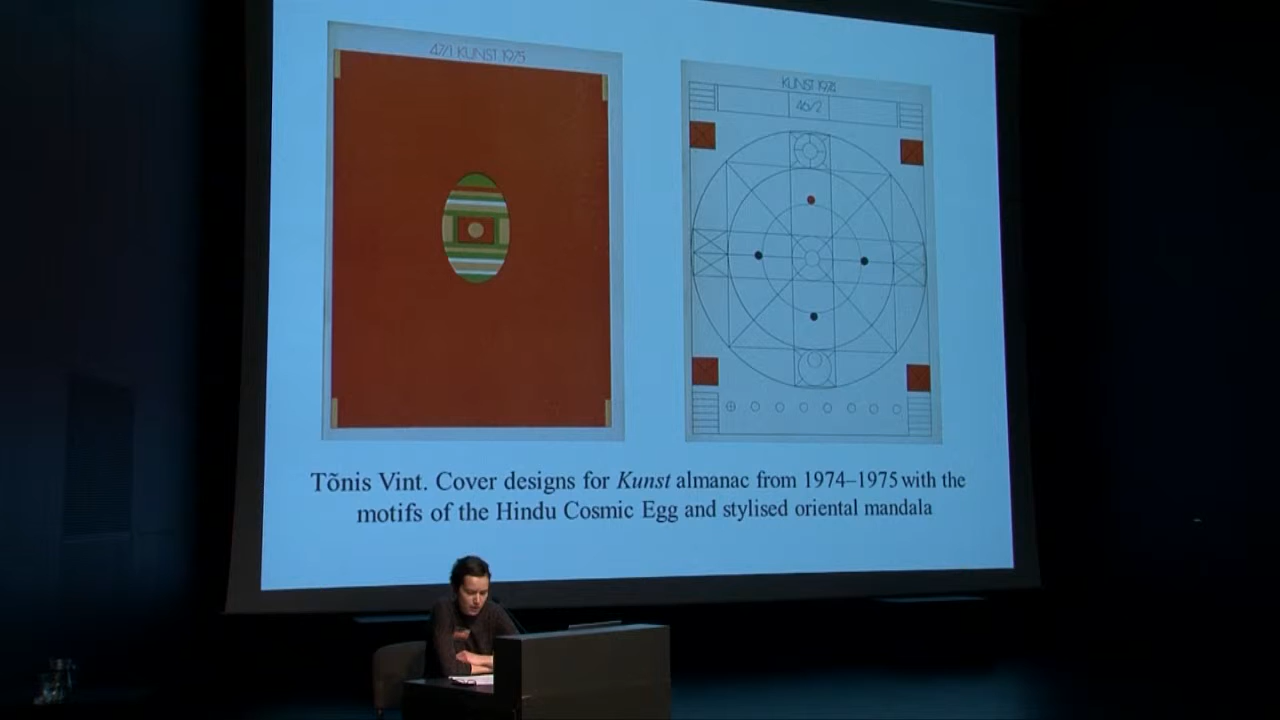 47/1 KUNST 1975
KUNST 1974
46/2
Tõnis Vint. Cover designs for Kunst almanac from 1974–1975 with the
motifs of the Hindu Cosmic Egg and stylised oriental mandala